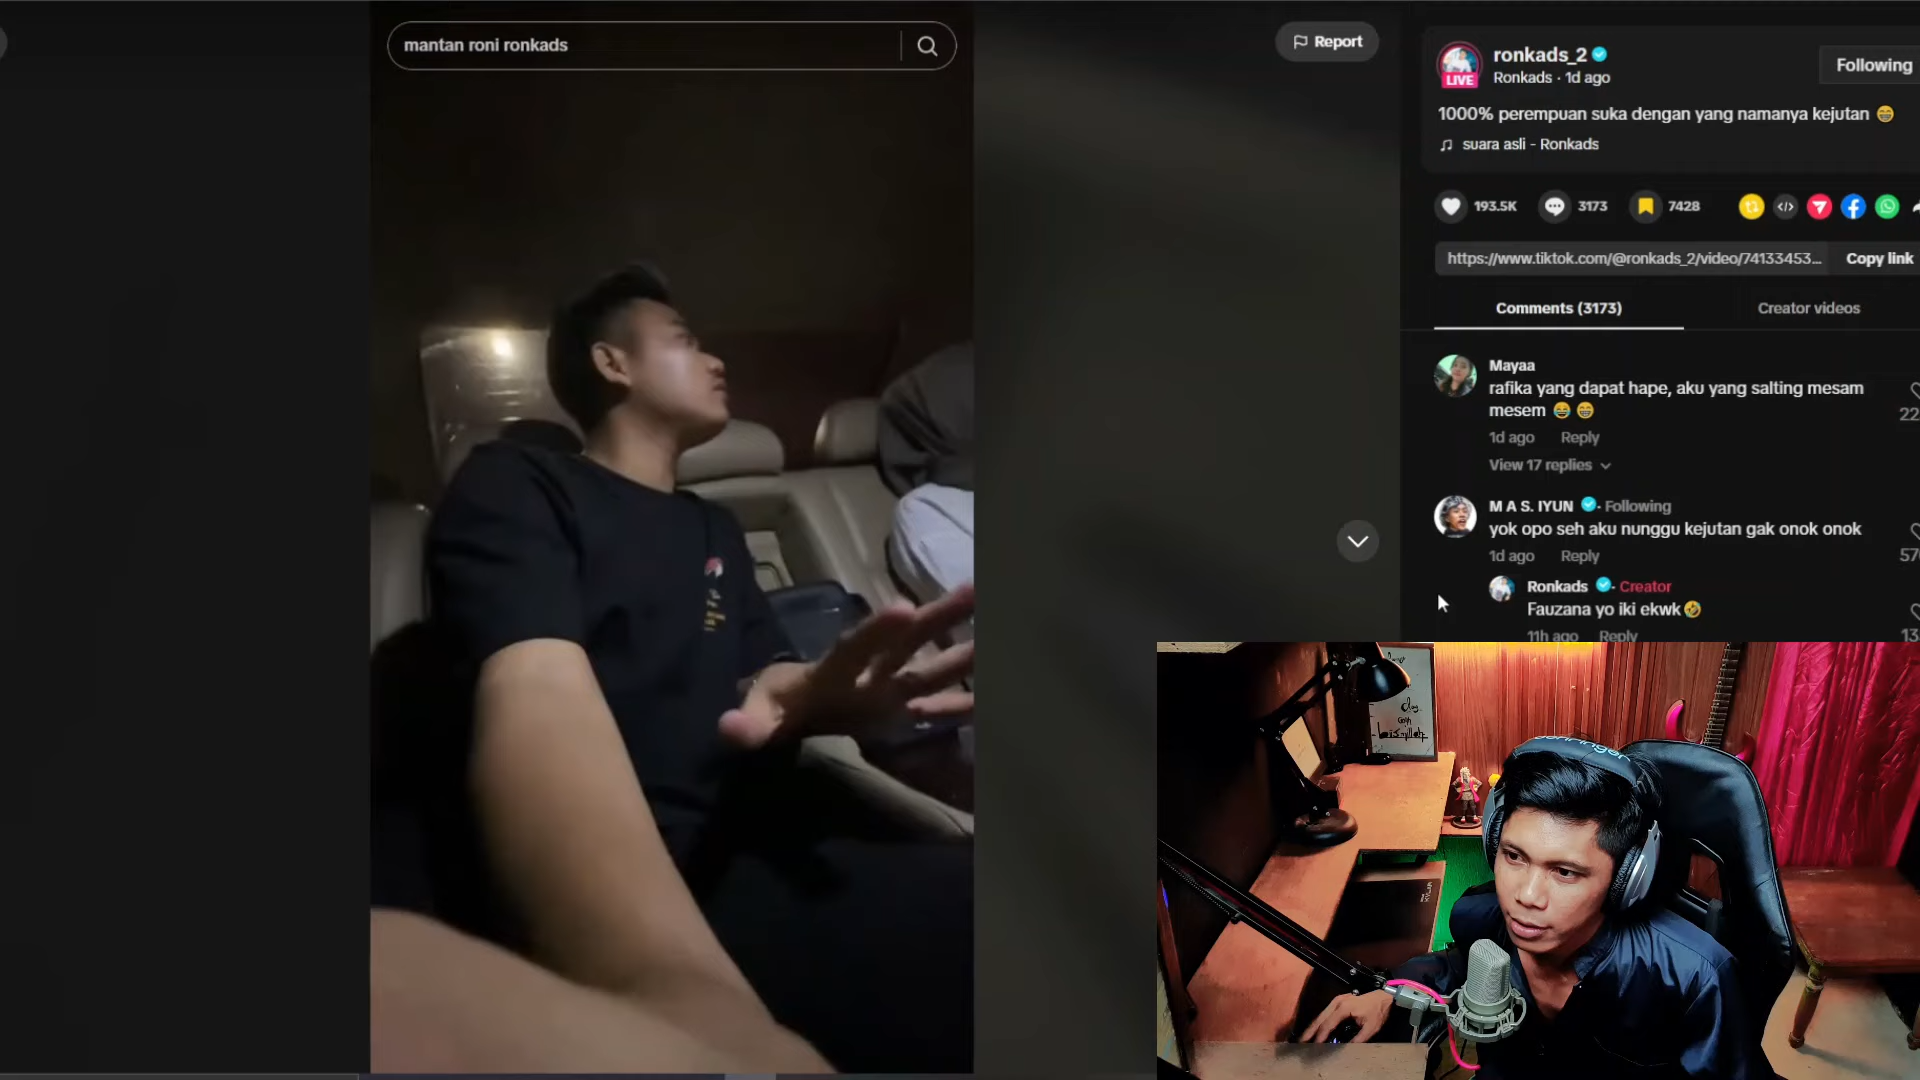 mantan roni ronkads
Report
LIVE
ronkads_2
Ronkads · 1d ago
Following
1000% perempuan suka dengan yang namanya kejutan 😁
suara asli - Ronkads
193.5K
3173
7428
https://www.tiktok.com/@ronkads_2/video/74133453...
Copy link
Comments (3173)
Creator videos
Mayaa
rafika yang dapat hape, aku yang salting mesam
mesem 😂 😁
22
1d ago Reply
View 17 replies
M A S. IYUN · Following
yok opo seh aku nunggu kejutan gak onok onok
1d ago Reply
57
Ronkads · Creator
Fauzana yo iki ekwk 🤣
11h ago Reply
13
bismillah